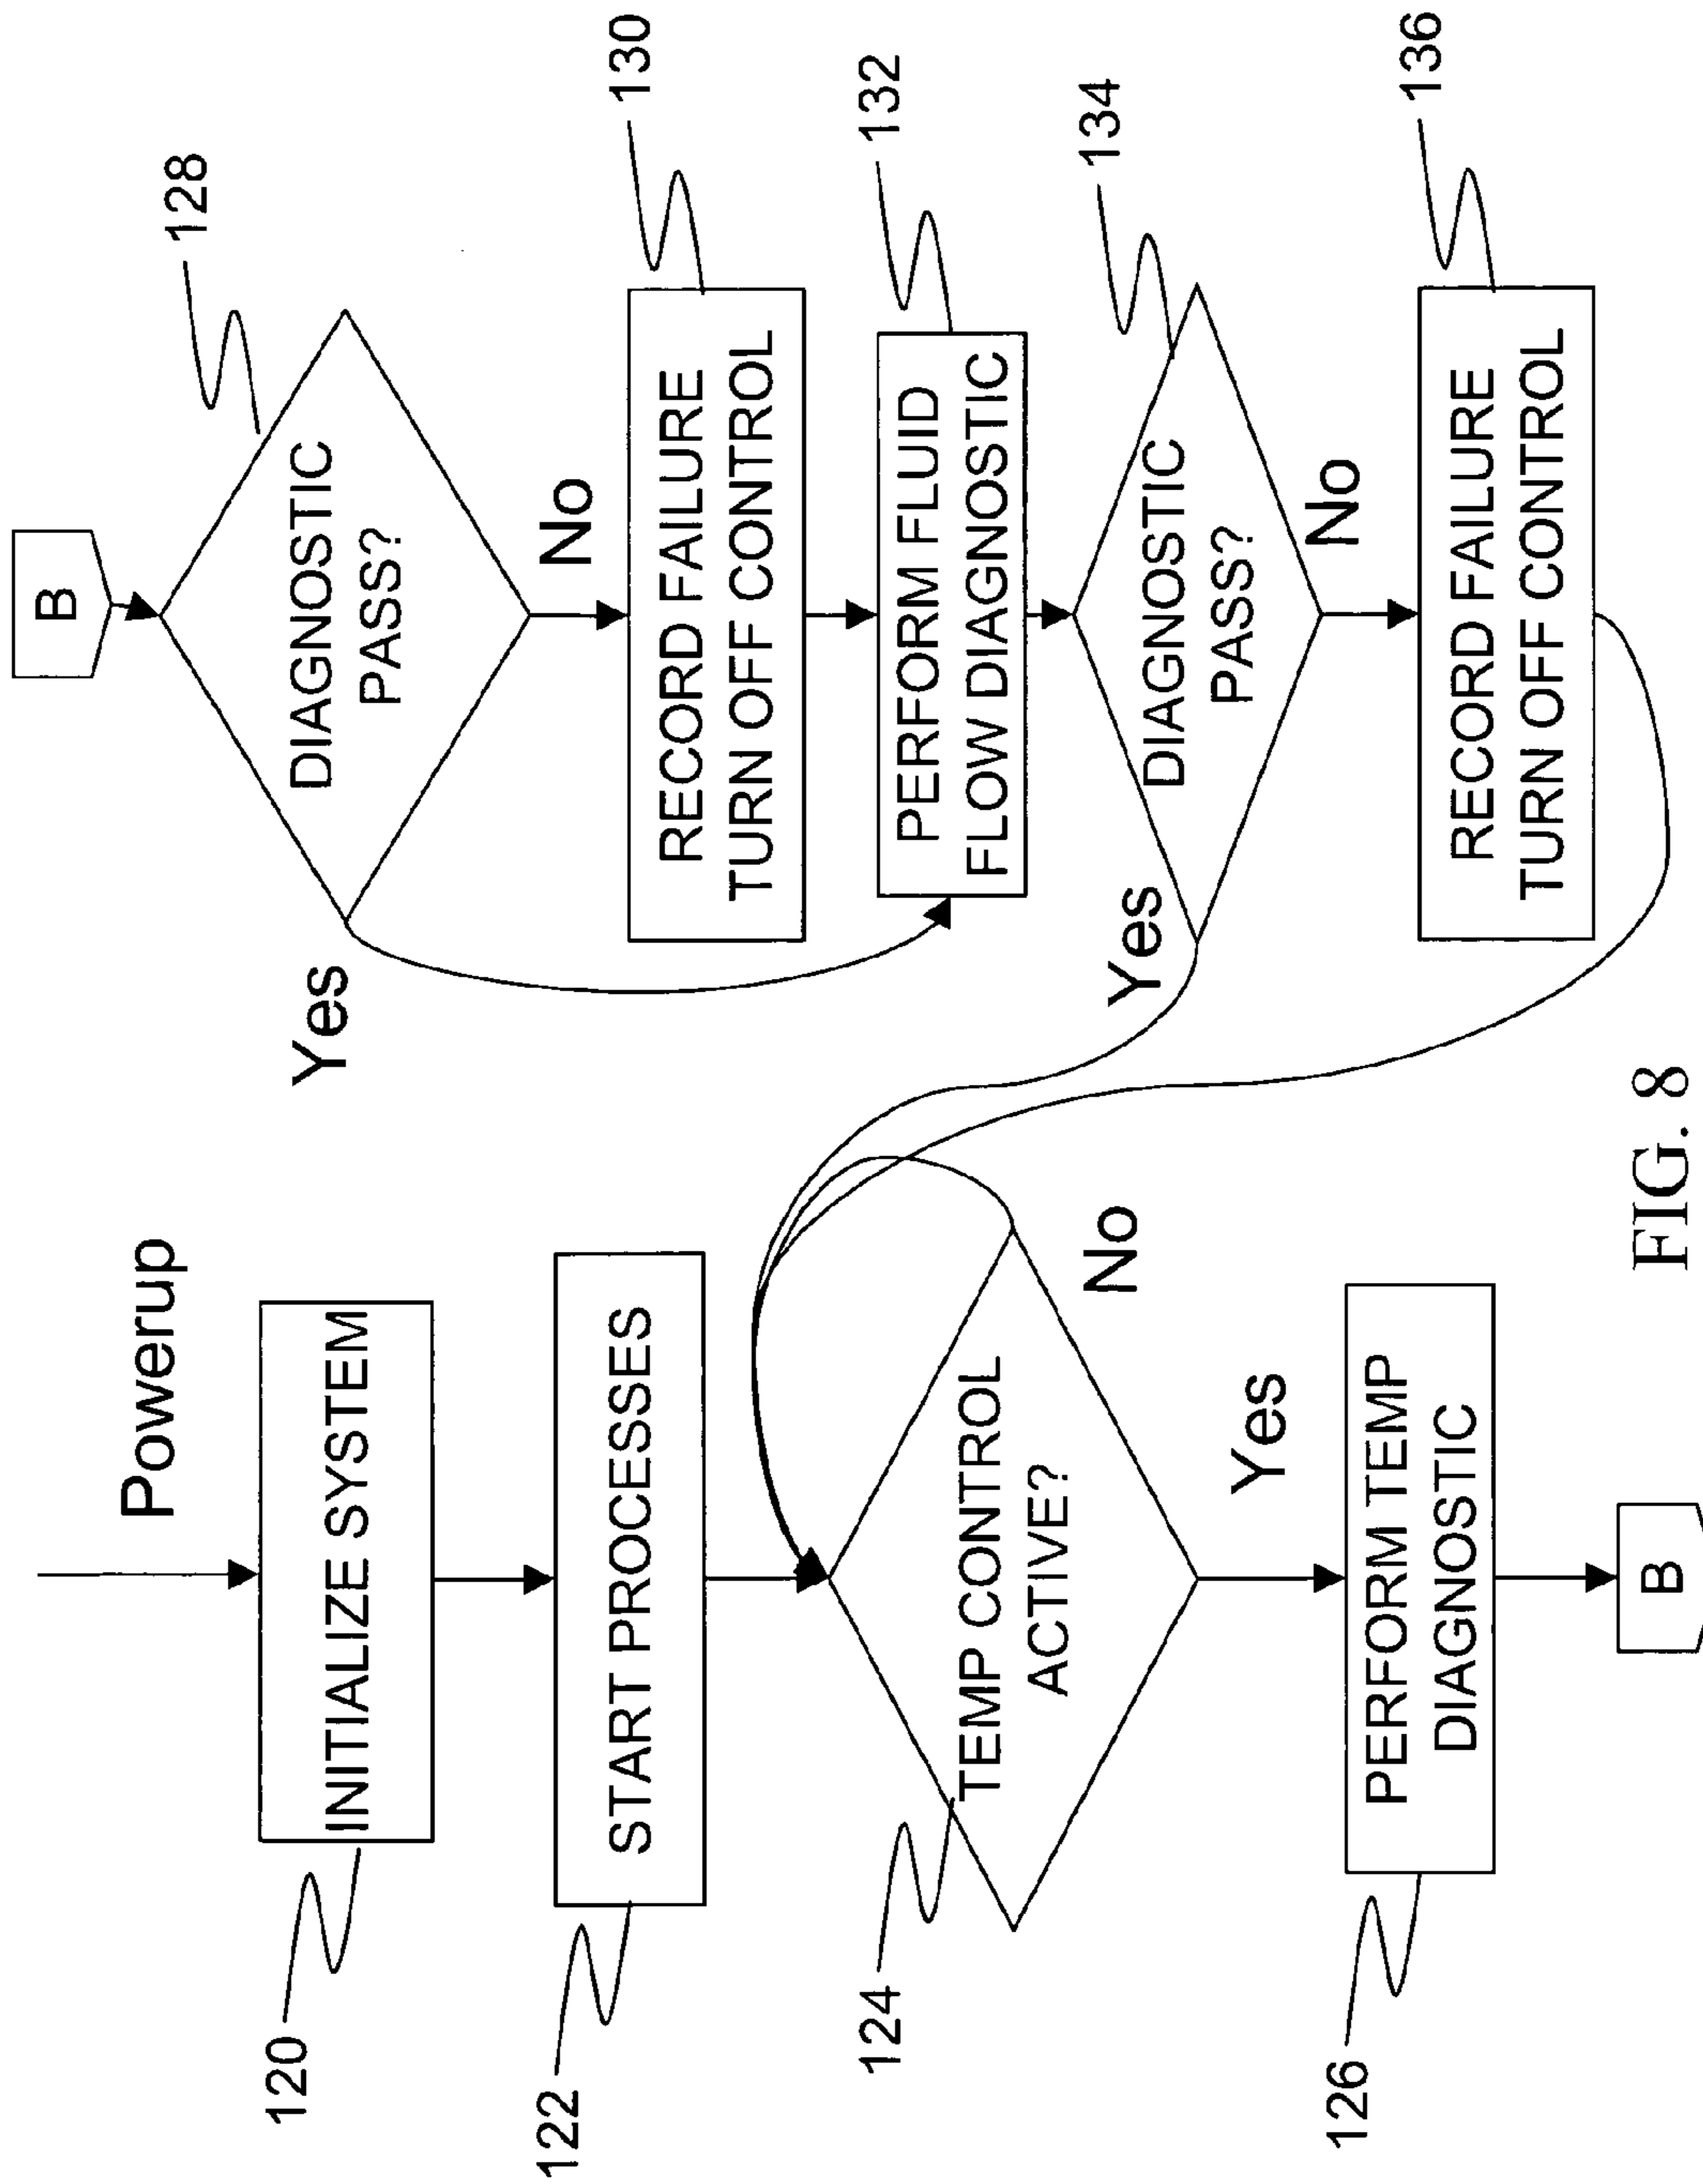 Powerup
120
INITIALIZE SYSTEM
122
START PROCESSES
124
TEMP CONTROL
ACTIVE?
No
Yes
126
PERFORM TEMP
DIAGNOSTIC
B
B
128
DIAGNOSTIC
PASS?
Yes
No
130
RECORD FAILURE
TURN OFF CONTROL
132
PERFORM FLUID
FLOW DIAGNOSTIC
134
DIAGNOSTIC
PASS?
Yes
No
136
RECORD FAILURE
TURN OFF CONTROL
FIG. 8